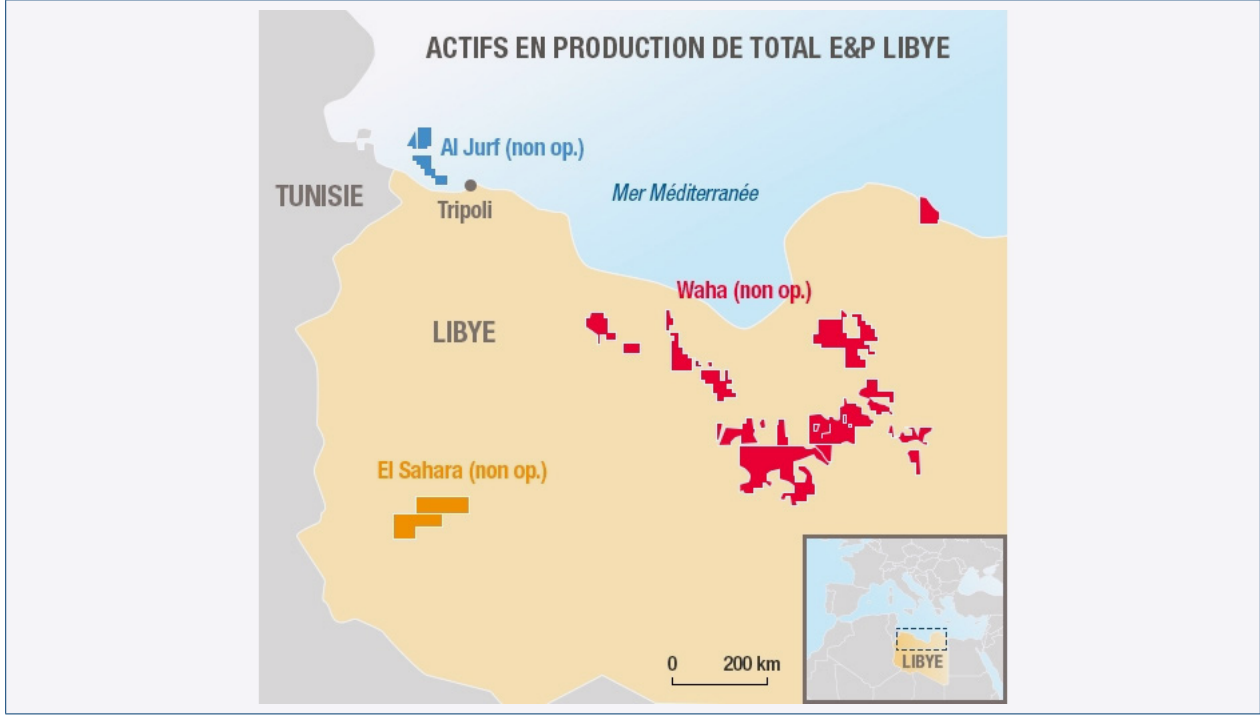 ACTIFS EN PRODUCTION DE TOTAL E&P LIBYE
Al Jurf (non op.)
TUNISIE
Mer Méditerranée
Tripoli
Waha (non op.)
LIBYE
El Sahara (non op.)
0 200 km
LIBYE